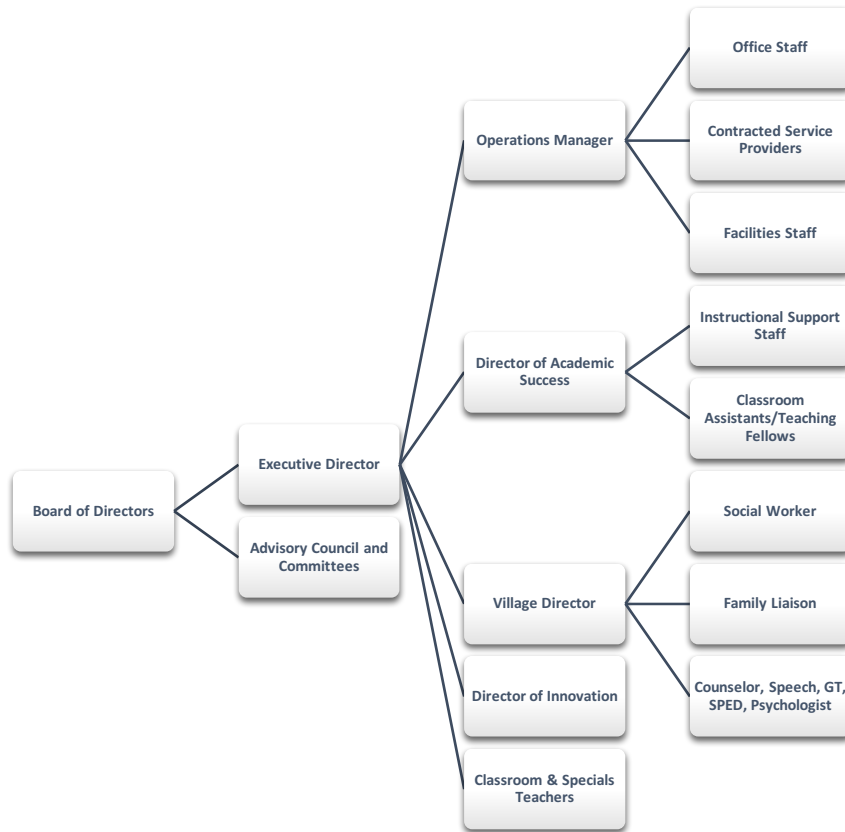 Office Staff
Operations Manager
Contracted Service
Providers
Facilities Staff
Instructional Support
Staff
Director of Academic
Success
Classroom
Assistants/Teaching
Fellows
Executive Director
Board of Directors
Advisory Council and
Committees
Social Worker
Village Director
Family Liaison
Counselor, Speech, GT,
SPED, Psychologist
Director of Innovation
Classroom & Specials
Teachers